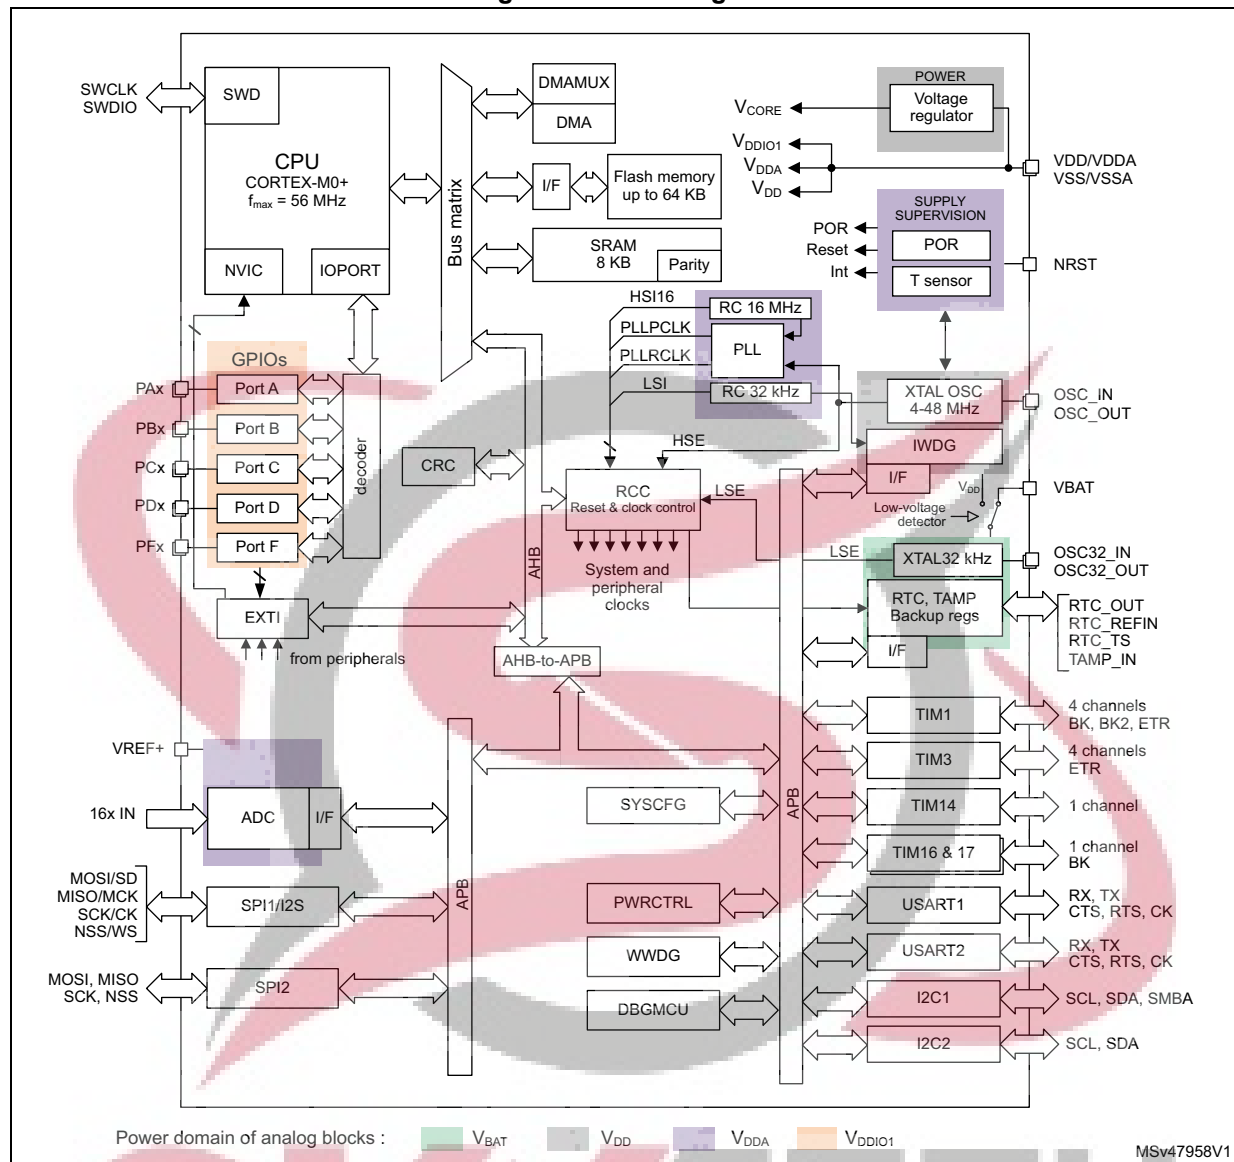 SWCLK
SWDIO
SWD
CPU
CORTEX-M0+
fmax = 56 MHz
NVIC
IOPORT
Bus matrix
DMAMUX
DMA
I/F
Flash memory
up to 64 KB
SRAM
8 KB
Parity
POWER
Voltage
regulator
VCORE
VDDIO1
VDDA
VDD
VDD/VDDA
VSS/VSSA
SUPPLY
SUPERVISION
POR
T sensor
POR
Reset
Int
NRST
HSI16
PLLPCLK
PLLRCLK
LSI
RC 16 MHz
PLL
RC 32 kHz
HSE
XTAL OSC
4-48 MHz
OSC_IN
OSC_OUT
IWDG
I/F
VDD
Low-voltage
detector
VBAT
GPIOs
PAx
Port A
PBx
Port B
PCx
Port C
PDx
Port D
PFx
Port F
decoder
CRC
RCC
Reset & clock control
LSE
System and
peripheral
clocks
AHB
LSE
XTAL32 kHz
OSC32_IN
OSC32_OUT
RTC, TAMP
Backup regs
I/F
RTC_OUT
RTC_REFIN
RTC_TS
TAMP_IN
EXTI
from peripherals
AHB-to-APB
VREF+
16x IN
ADC
I/F
MOSI/SD
MISO/MCK
SCK/CK
NSS/WS
SPI1/I2S
MOSI, MISO
SCK, NSS
SPI2
APB
SYSCFG
PWRCTRL
WWDG
DBGMCU
APB
TIM1
4 channels
BK, BK2, ETR
TIM3
4 channels
ETR
TIM14
1 channel
TIM16 & 17
1 channel
BK
USART1
RX, TX
CTS, RTS, CK
USART2
RX, TX
CTS, RTS, CK
I2C1
SCL, SDA, SMBA
I2C2
SCL, SDA
Power domain of analog blocks :
VBAT
VDD
VDDA
VDDIO1
MSv47958V1